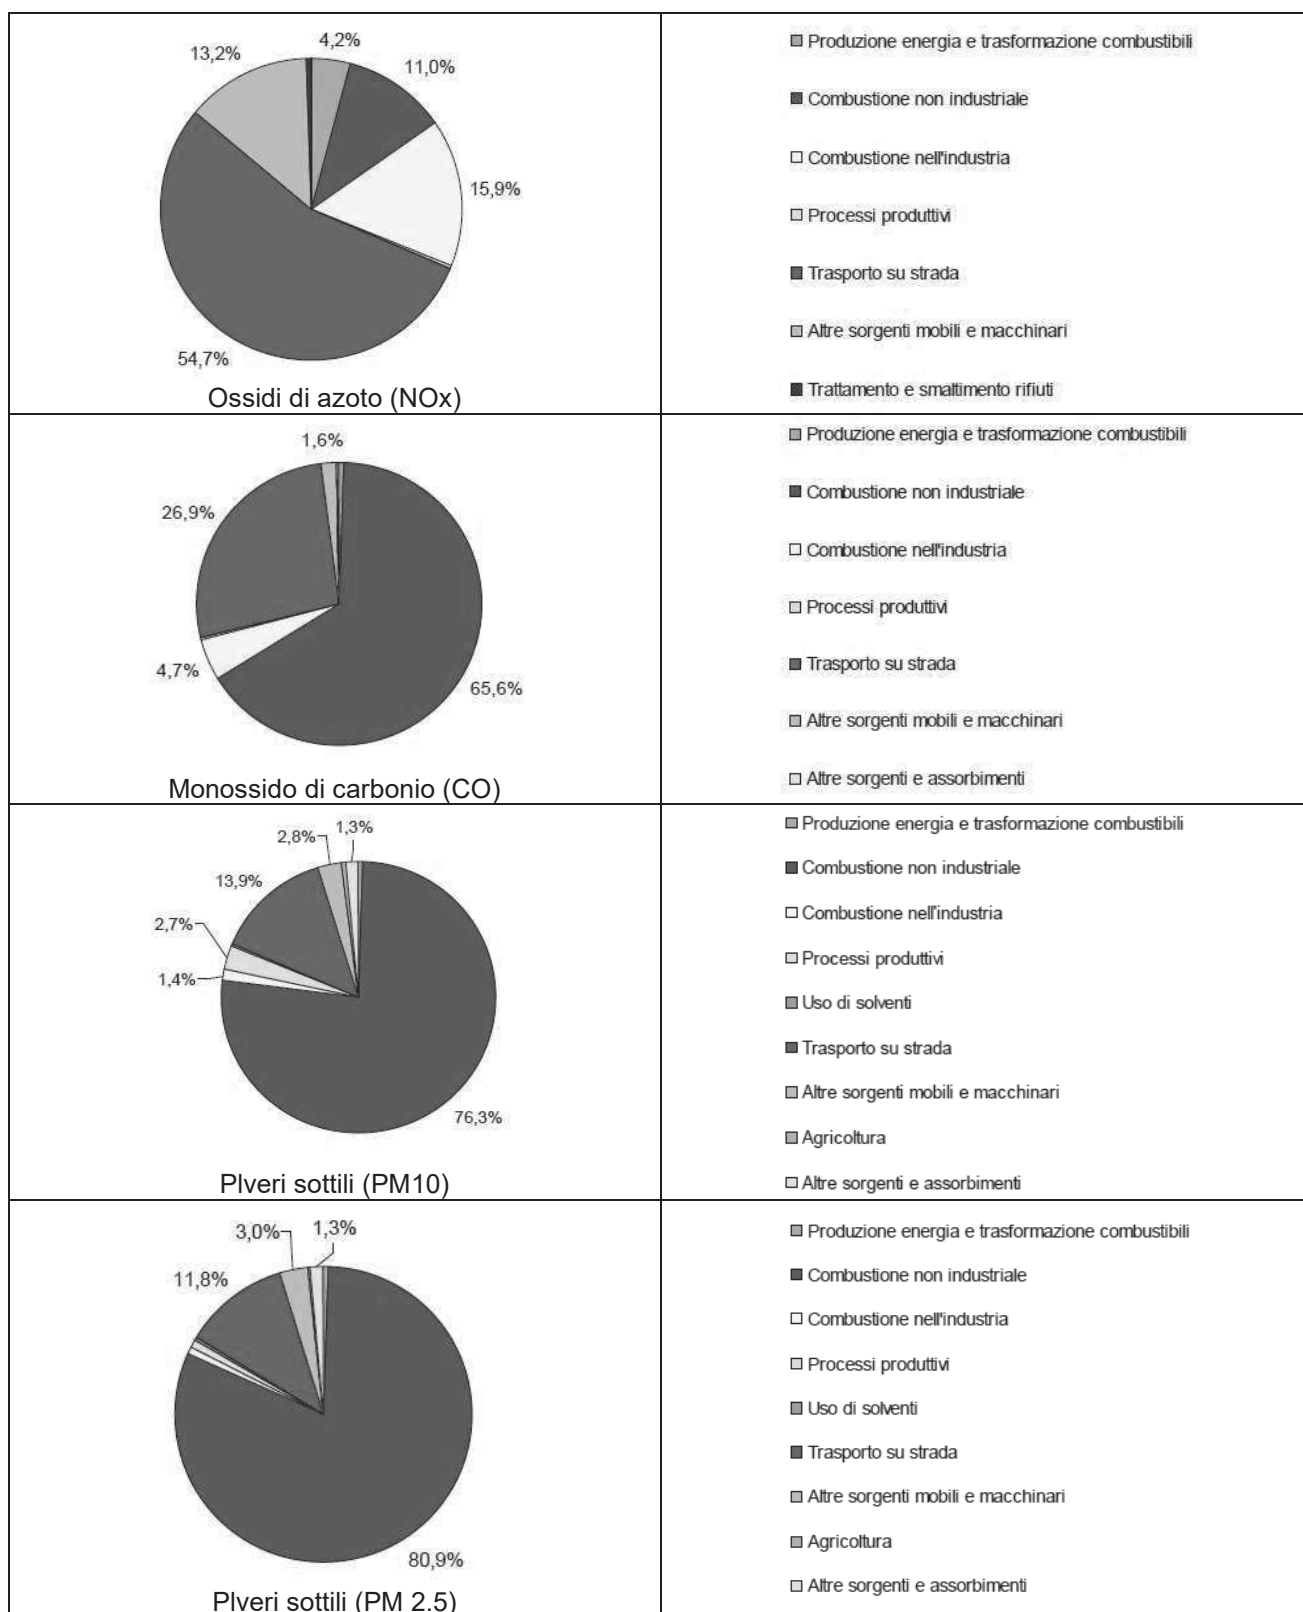 4,2%
13,2%
11,0%
15,9%
54,7%
Ossidi di azoto (NOx)
Produzione energia e trasformazione combustibili
Combustione non industriale
Combustione nell'industria
Processi produttivi
Trasporto su strada
Altre sorgenti mobili e macchinari
Trattamento e smaltimento rifiuti
1,6%
26,9%
4,7%
65,6%
Monossido di carbonio (CO)
Produzione energia e trasformazione combustibili
Combustione non industriale
Combustione nell'industria
Processi produttivi
Trasporto su strada
Altre sorgenti mobili e macchinari
Altre sorgenti e assorbimenti
2,8%
1,3%
13,9%
2,7%
1,4%
76,3%
Plveri sottili (PM10)
Produzione energia e trasformazione combustibili
Combustione non industriale
Combustione nell'industria
Processi produttivi
Uso di solventi
Trasporto su strada
Altre sorgenti mobili e macchinari
Agricoltura
Altre sorgenti e assorbimenti
3,0%
1,3%
11,8%
80,9%
Plveri sottili (PM 2.5)
Produzione energia e trasformazione combustibili
Combustione non industriale
Combustione nell'industria
Processi produttivi
Uso di solventi
Trasporto su strada
Altre sorgenti mobili e macchinari
Agricoltura
Altre sorgenti e assorbimenti